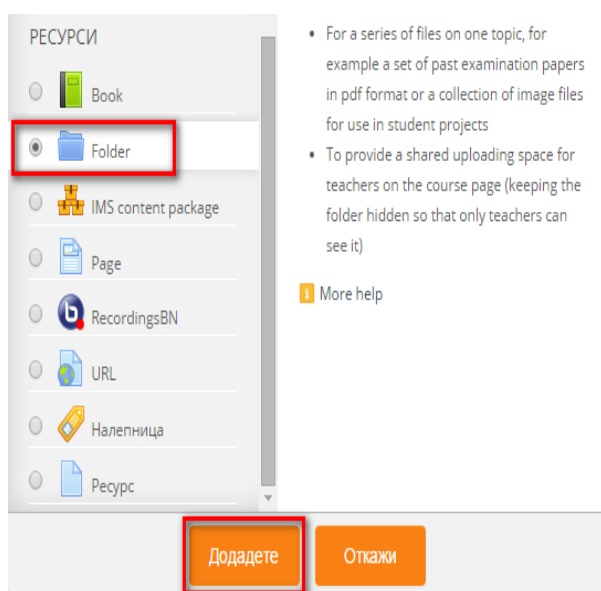 РЕСУРСИ
Book
Folder
IMS content package
Page
RecordingsBN
URL
Налепница
Ресурс
For a series of files on one topic, for
example a set of past examination papers
in pdf format or a collection of image files
for use in student projects
To provide a shared uploading space for
teachers on the course page (keeping the
folder hidden so that only teachers can
see it)
More help
Додадете
Откажи